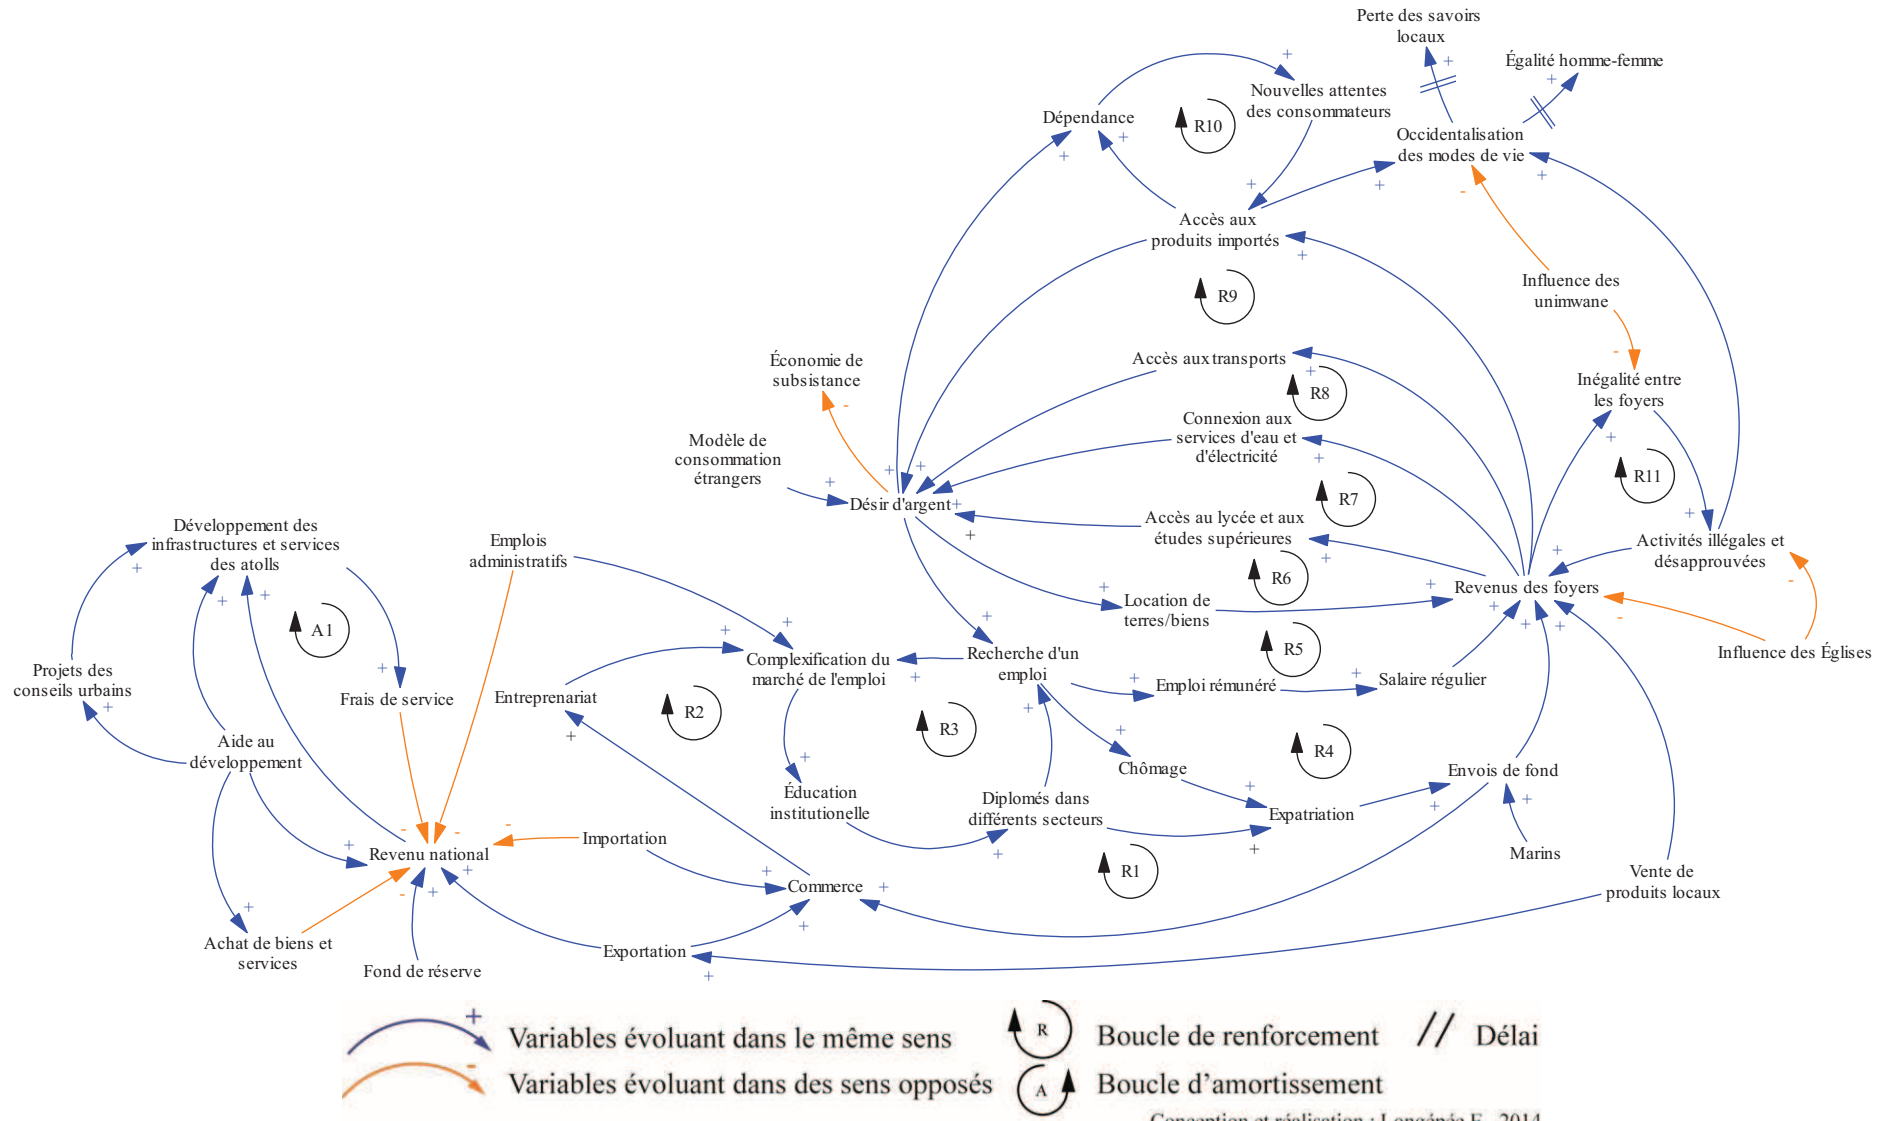 Perte des savoirs
locaux
Égalité homme-femme
Nouvelles attentes
des consommateurs
Dépendance
R10
Occidentalisation
des modes de vie
Accès aux
produits importés
R9
Influence des
unimwane
Économie de
subsistance
Accès aux transports
R8
Inégalité entre
les foyers
Connexion aux
services d'eau et
d'électricité
Modèle de
consommation
étrangers
R11
R7
Désir d'argent
Accès au lycée et aux
études supérieures
Activités illégales et
désapprouvées
Développement des
infrastructures et services
des atolls
Emplois
administratifs
R6
Revenus des foyers
Location de
terres/biens
A1
R5
Influence des Églises
Projets des
conseils urbains
Complexification du
marché de l'emploi
Recherche d'un
emploi
Emploi rémunéré
Salaire régulier
Frais de service
Entreprenariat
R2
R3
R4
Aide au
développement
Chômage
Envois de fond
Éducation
institutionelle
Diplomés dans
différents secteurs
Expatriation
Importation
Revenu national
Marins
R1
Commerce
Vente de
produits locaux
Achat de biens et
services
Exportation
Fond de réserve
+ Variables évoluant dans le même sens
R Boucle de renforcement
// Délai
- Variables évoluant dans des sens opposés
A Boucle d'amortissement
Conception et réalisation : Longépée E., 2014